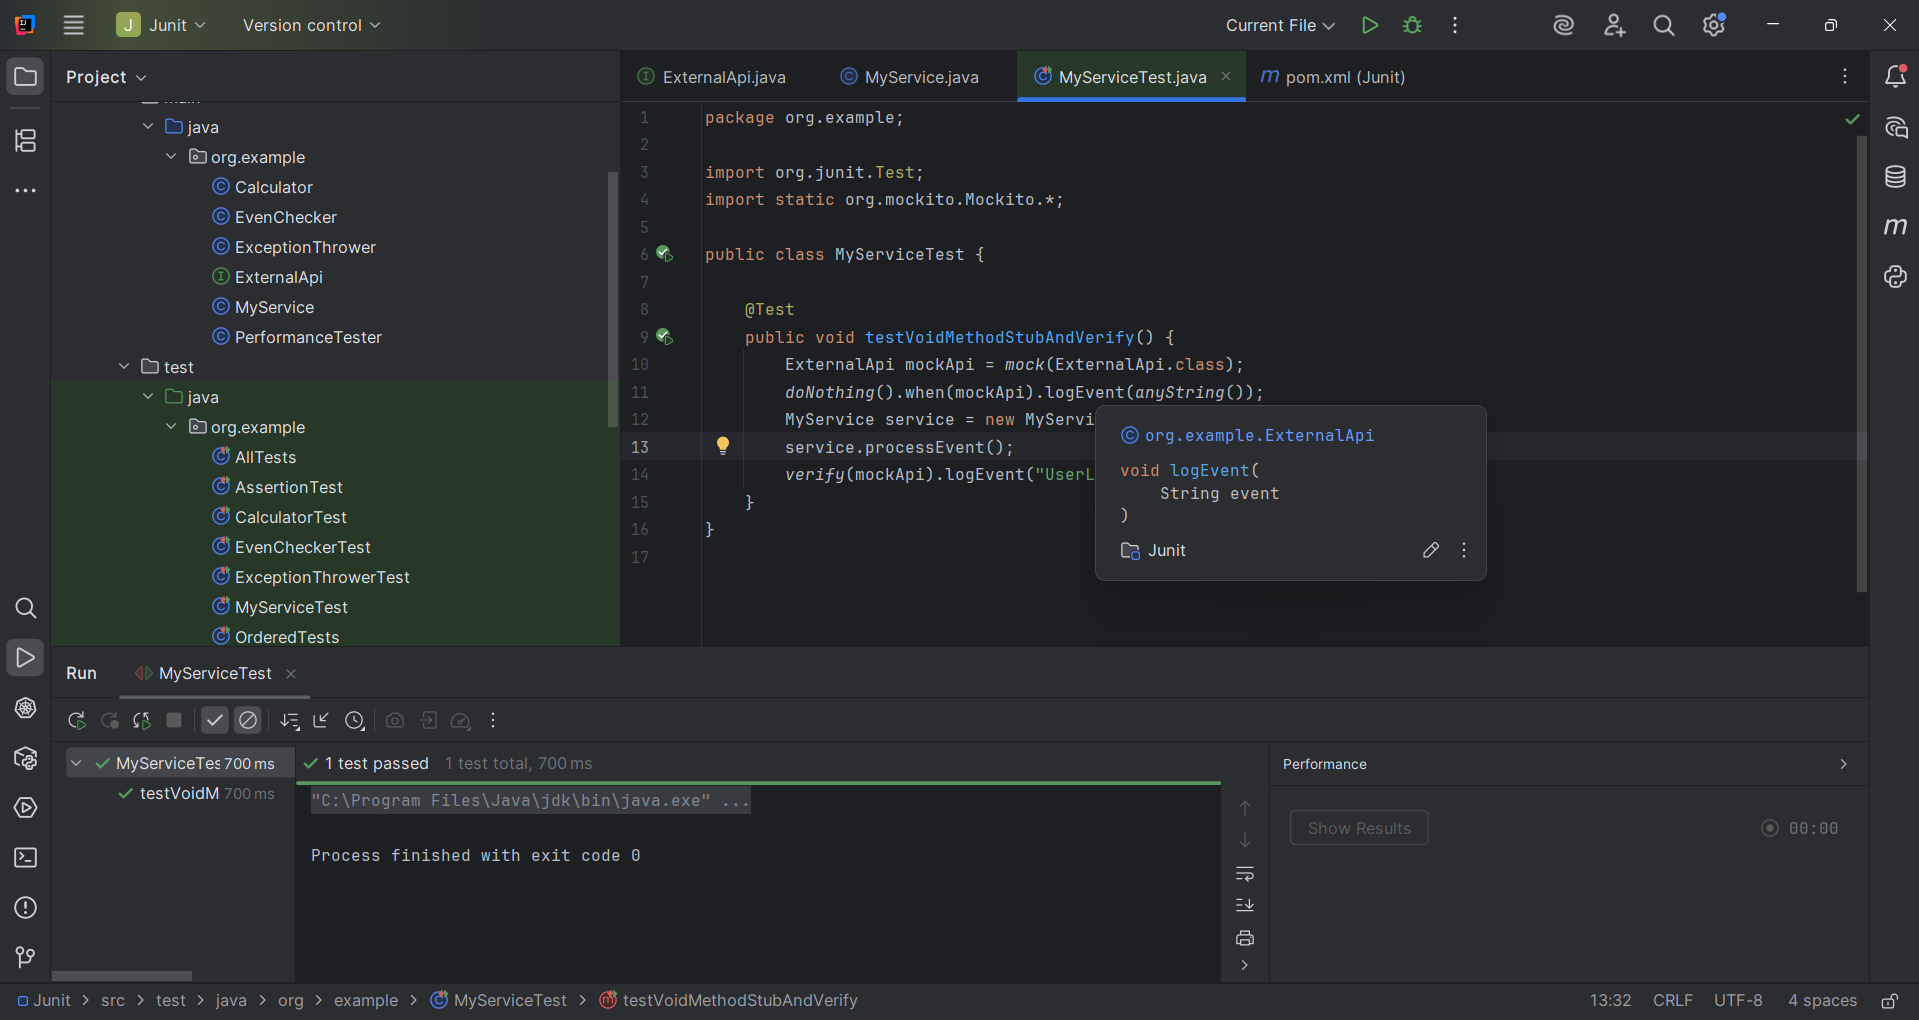 J Junit Version control Current File
Project
ExternalApi.java MyService.java MyServiceTest.java pom.xml (Junit)
java
org.example
Calculator
EvenChecker
ExceptionThrower
ExternalApi
MyService
PerformanceTester
test
java
org.example
AllTests
AssertionTest
CalculatorTest
EvenCheckerTest
ExceptionThrowerTest
MyServiceTest
OrderedTests
1 package org.example;
2
3 import org.junit.Test;
4 import static org.mockito.Mockito.*;
5
6 public class MyServiceTest {
7
8 @Test
9 public void testVoidMethodStubAndVerify() {
10 ExternalApi mockApi = mock(ExternalApi.class);
11 doNothing().when(mockApi).logEvent(anyString());
12 MyService service = new MyServi
13 service.processEvent();
14 verify(mockApi).logEvent("UserL
15 }
16 }
17
org.example.ExternalApi
void logEvent(
String event
)
Junit
Run MyServiceTest
MyServiceTes 700 ms
testVoidM 700 ms
1 test passed 1 test total, 700 ms
"C:\Program Files\Java\jdk\bin\java.exe" ...
Process finished with exit code 0
Performance
Show Results 00:00
Junit > src > test > java > org > example > MyServiceTest > testVoidMethodStubAndVerify
13:32 CRLF UTF-8 4 spaces